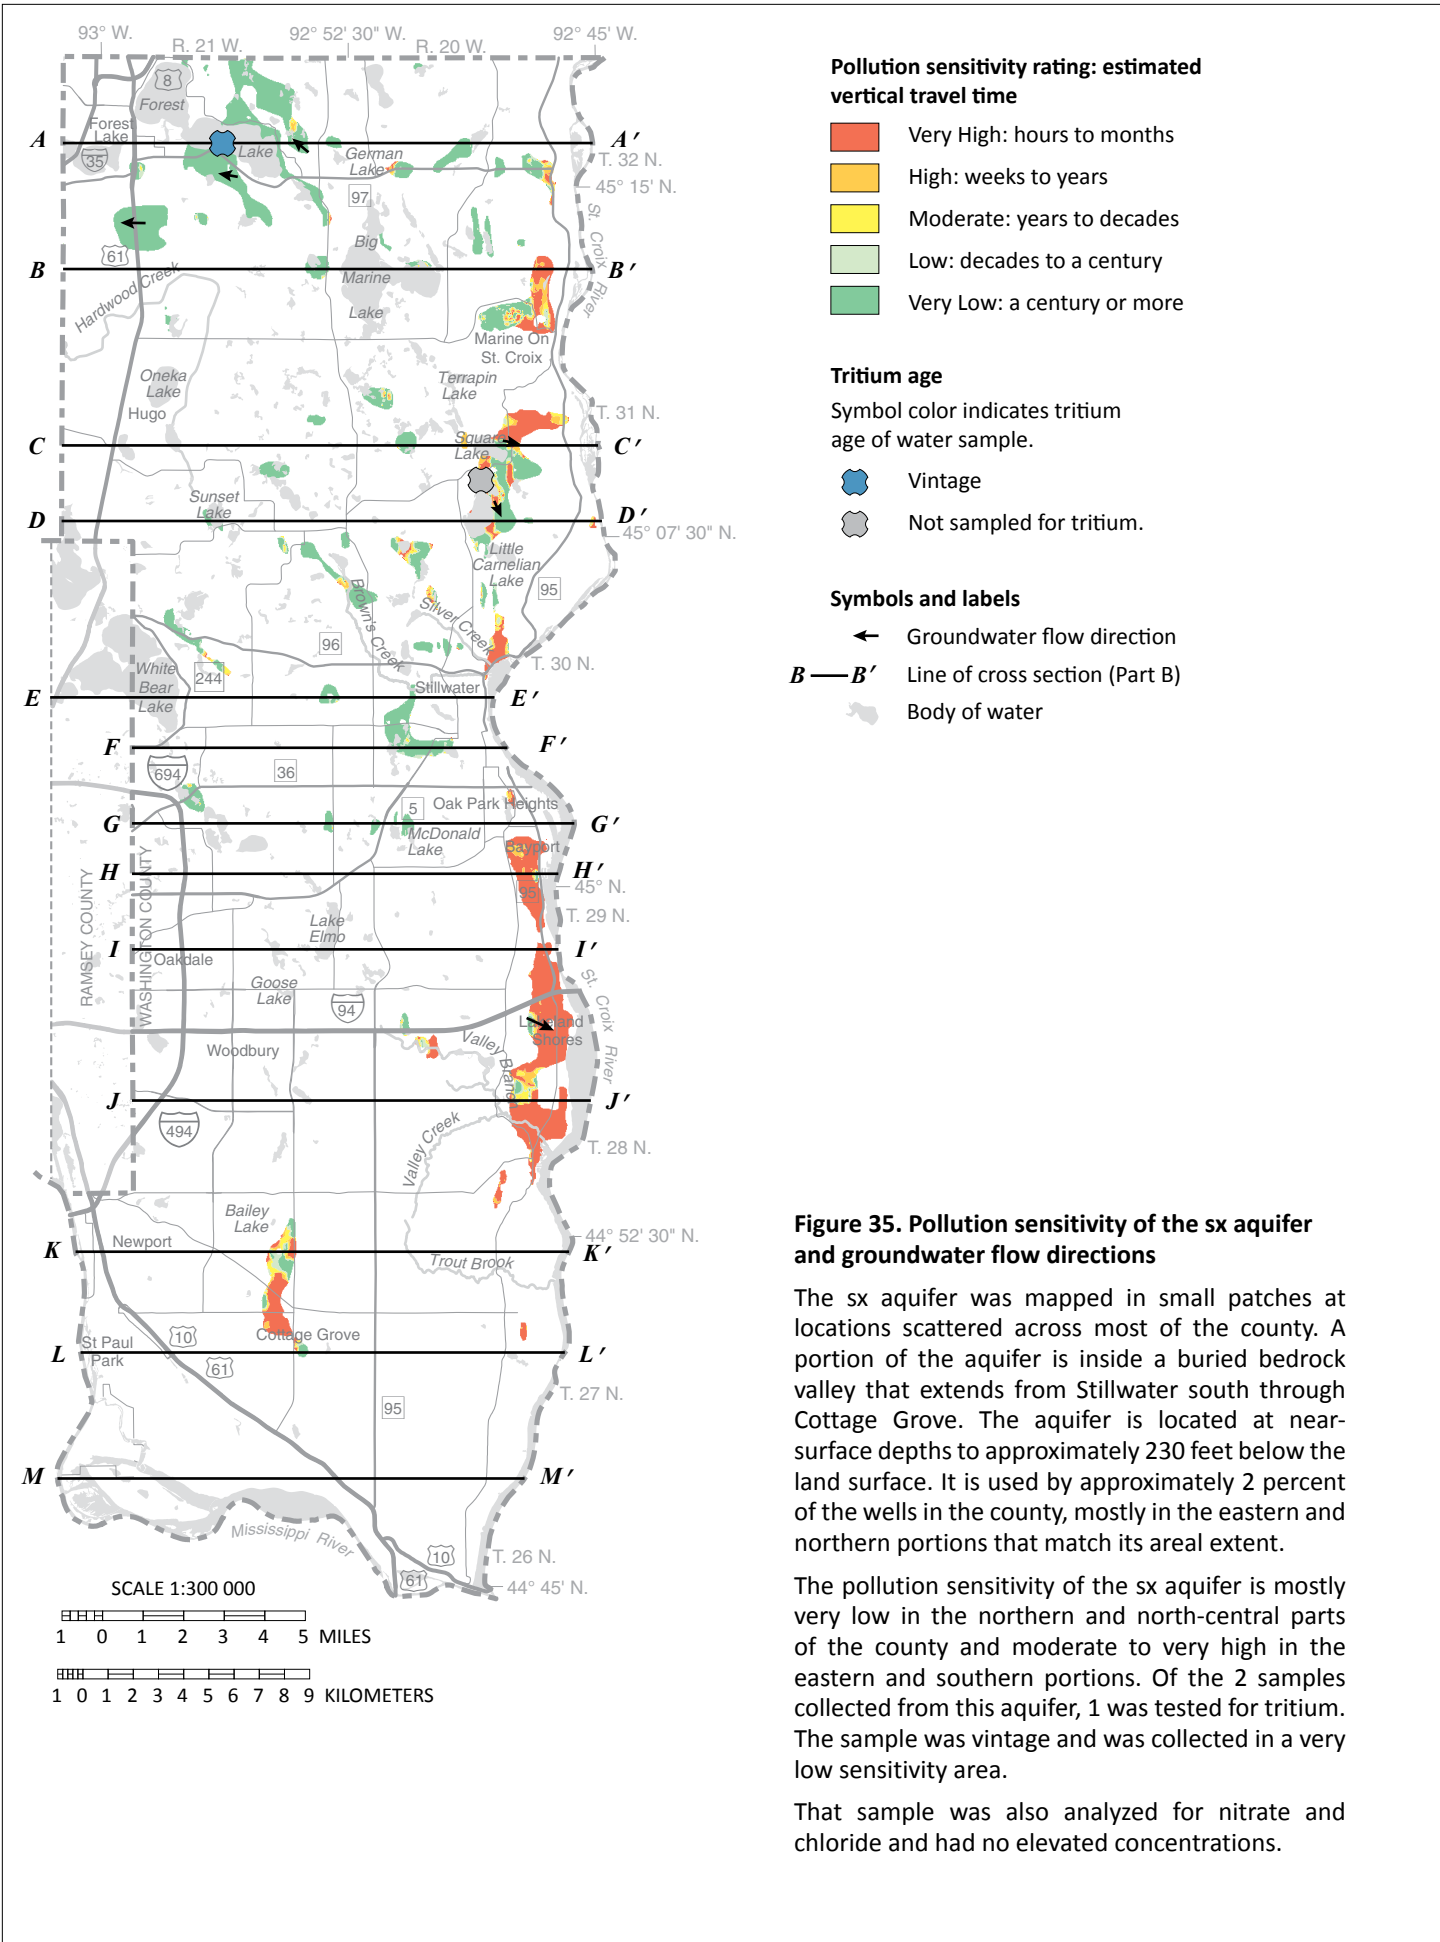 93° W.
92° 52' 30" W.
92° 45' W.
R. 21 W.
R. 20 W.
8
Forest
Forest
Lake
Lake
A
A'
35
German
Lake
T. 32 N.
45° 15' N.
97
St. Croix River
Big
Marine
Lake
61
B
B'
Hardwood Creek
Marine On
St. Croix
Oneka
Lake
Terrapin
Lake
Hugo
T. 31 N.
C
Square
Lake
C'
Sunset
Lake
D
D'
45° 07' 30" N.
Little
Carnelian
Lake
95
Brown's Creek
Silver Creek
96
T. 30 N.
White
Bear
Lake
244
Stillwater
E
E'
F
F'
694
36
5
Oak Park Heights
G
G'
McDonald
Lake
Bayport
H
H'
45° N.
95
RAMSEY COUNTY
WASHINGTON COUNTY
T. 29 N.
Lake
Elmo
I
I'
Oakdale
Goose
Lake
94
St. Croix River
Lakeland
Shores
Woodbury
Valley Branch
J
J'
494
Valley Creek
T. 28 N.
Bailey
Lake
Newport
44° 52' 30" N.
K
K'
Trout Brook
10
Cottage Grove
St Paul
Park
L
L'
61
T. 27 N.
95
M
M'
Mississippi River
10
T. 26 N.
61
44° 45' N.
SCALE 1:300 000
1 0 1 2 3 4 5 MILES
1 0 1 2 3 4 5 6 7 8 9 KILOMETERS
Pollution sensitivity rating: estimated
vertical travel time
Very High: hours to months
High: weeks to years
Moderate: years to decades
Low: decades to a century
Very Low: a century or more
Tritium age
Symbol color indicates tritium
age of water sample.
Vintage
Not sampled for tritium.
Symbols and labels
Groundwater flow direction
B B' Line of cross section (Part B)
Body of water
Figure 35. Pollution sensitivity of the sx aquifer
and groundwater flow directions
The sx aquifer was mapped in small patches at
locations scattered across most of the county. A
portion of the aquifer is inside a buried bedrock
valley that extends from Stillwater south through
Cottage Grove. The aquifer is located at near-
surface depths to approximately 230 feet below the
land surface. It is used by approximately 2 percent
of the wells in the county, mostly in the eastern and
northern portions that match its areal extent.
The pollution sensitivity of the sx aquifer is mostly
very low in the northern and north-central parts
of the county and moderate to very high in the
eastern and southern portions. Of the 2 samples
collected from this aquifer, 1 was tested for tritium.
The sample was vintage and was collected in a very
low sensitivity area.
That sample was also analyzed for nitrate and
chloride and had no elevated concentrations.